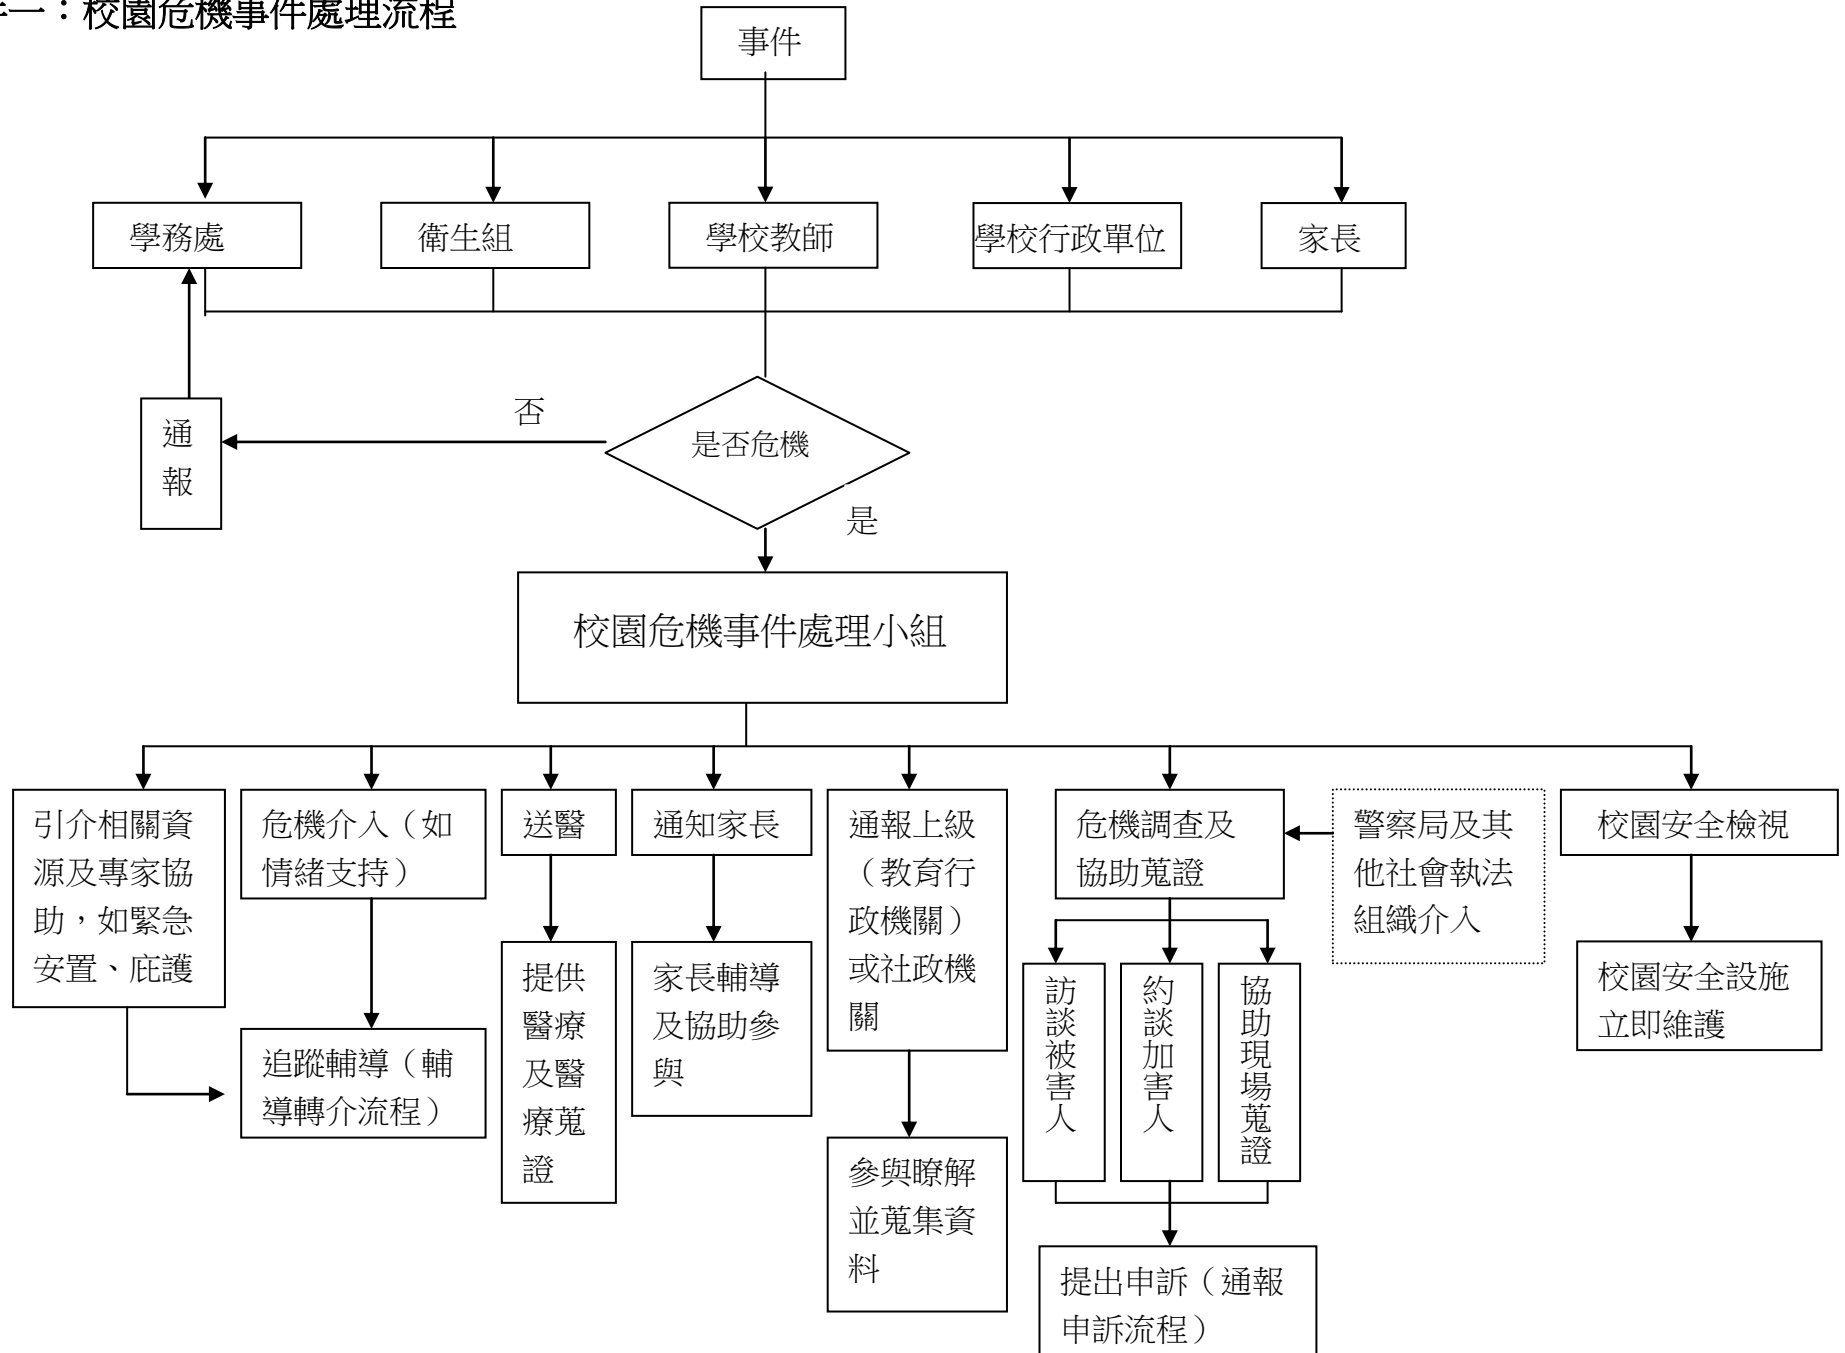 一：校園危機事件處理流程
事件
學務處
衛生組
學校教師
學校行政單位
家長
通
報
否
是否危機
是
校園危機事件處理小組
引介相關資
源及專家協
助，如緊急
安置、庇護
危機介入（如
情緒支持）
送醫
通知家長
通報上級
（教育行
政機關）
或社政機
關
危機調查及
協助蒐證
警察局及其
他社會執法
組織介入
校園安全檢視
追蹤輔導（輔
導轉介流程）
提供
醫療
及醫
療蒐
證
家長輔導
及協助參
與
參與瞭解
並蒐集資
料
訪談被害人
約談加害人
協助現場蒐證
校園安全設施
立即維護
提出申訴（通報
申訴流程）